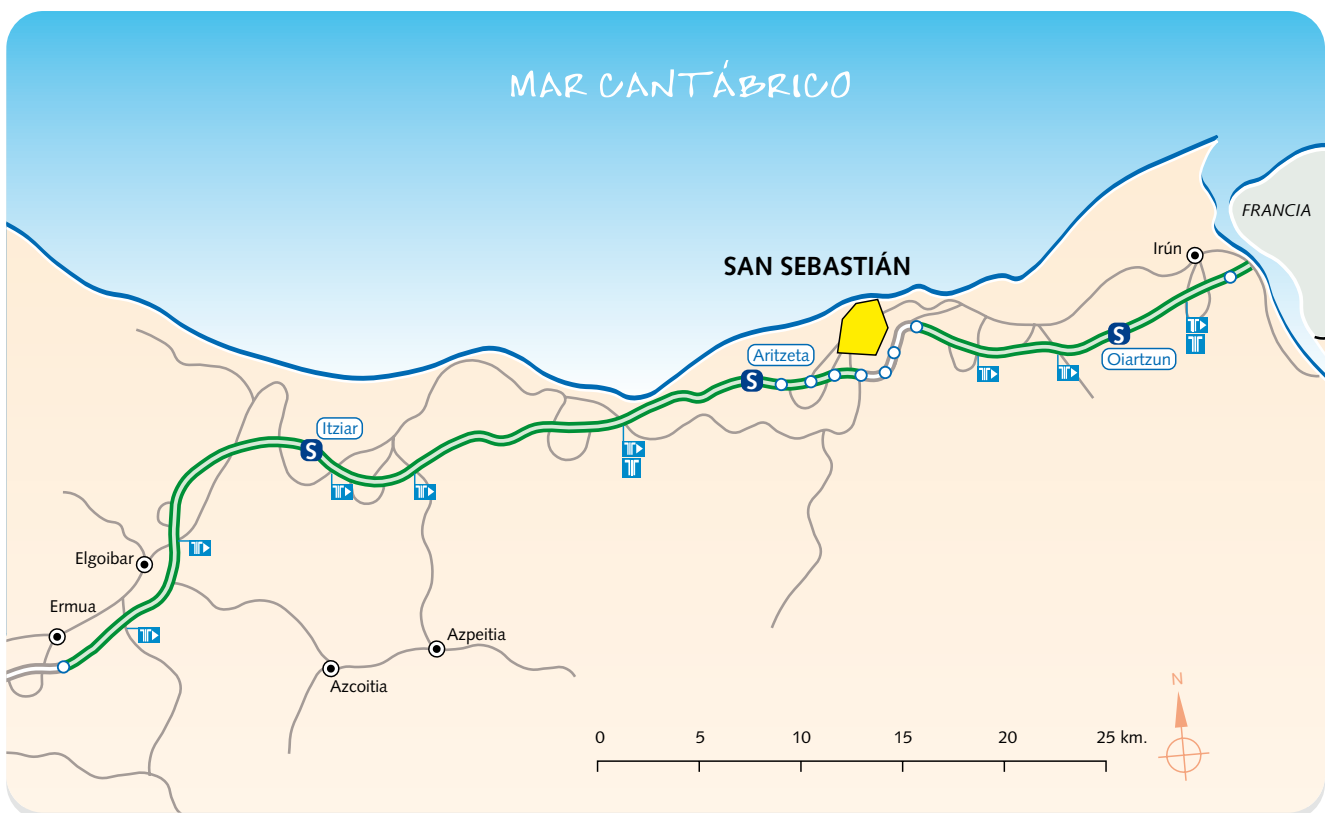 MAR CANTÁBRICO
FRANCIA
Irún
SAN SEBASTIÁN
S
Oiartzun
S
Aritzeta
Itziar
S
Elgoibar
Ermua
Azpeitia
Azcoitia
N
0 5 10 15 20 25 km.